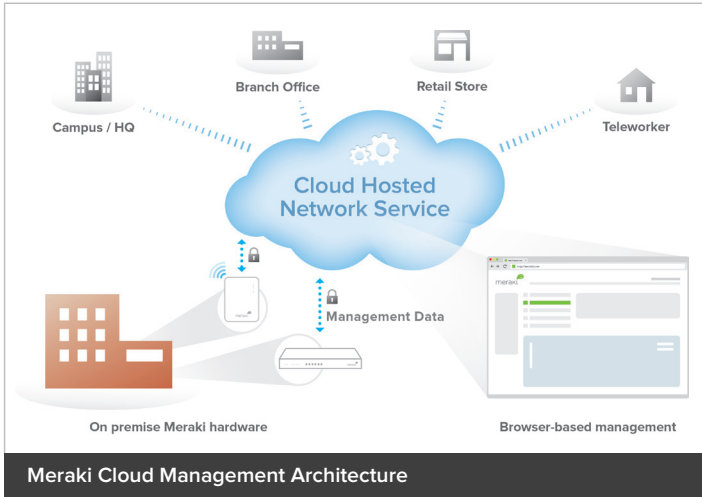 Branch Office
Retail Store
Campus / HQ
Teleworker
Cloud Hosted
Network Service
Management Data
meraki
On premise Meraki hardware
Browser-based management
Meraki Cloud Management Architecture